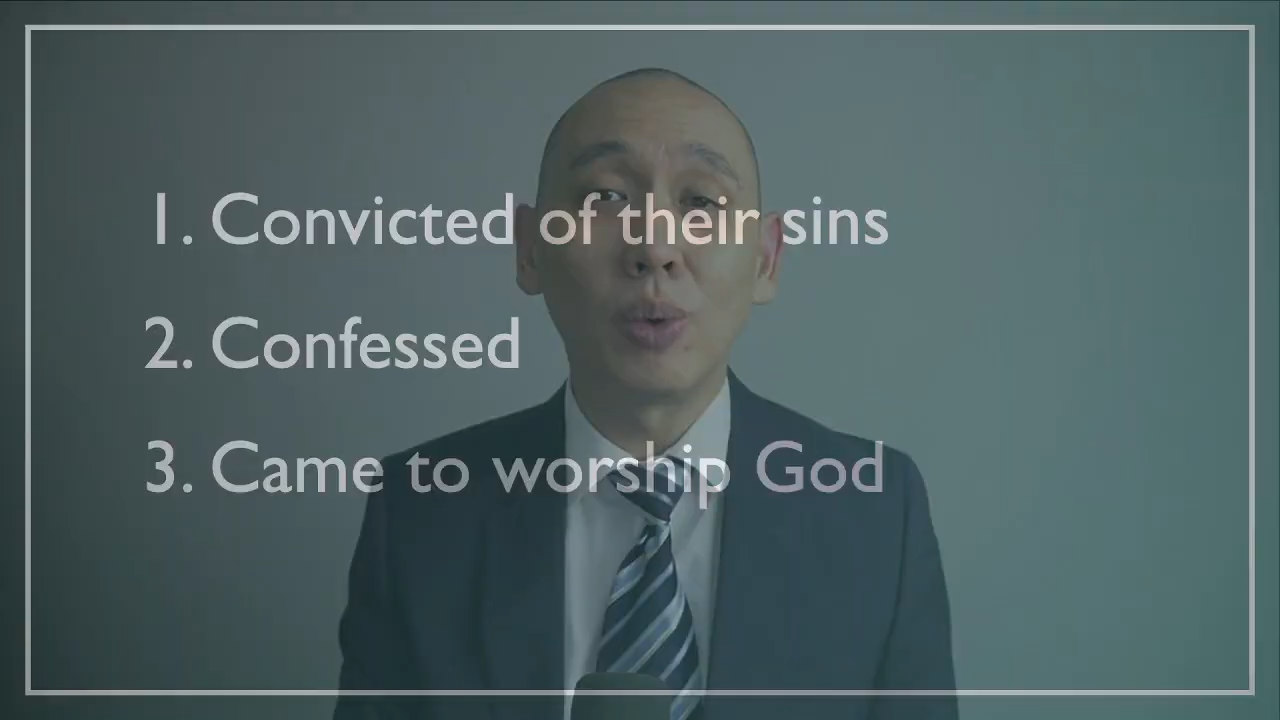 1. Convicted of their sins
2. Confessed
3. Came to worship God